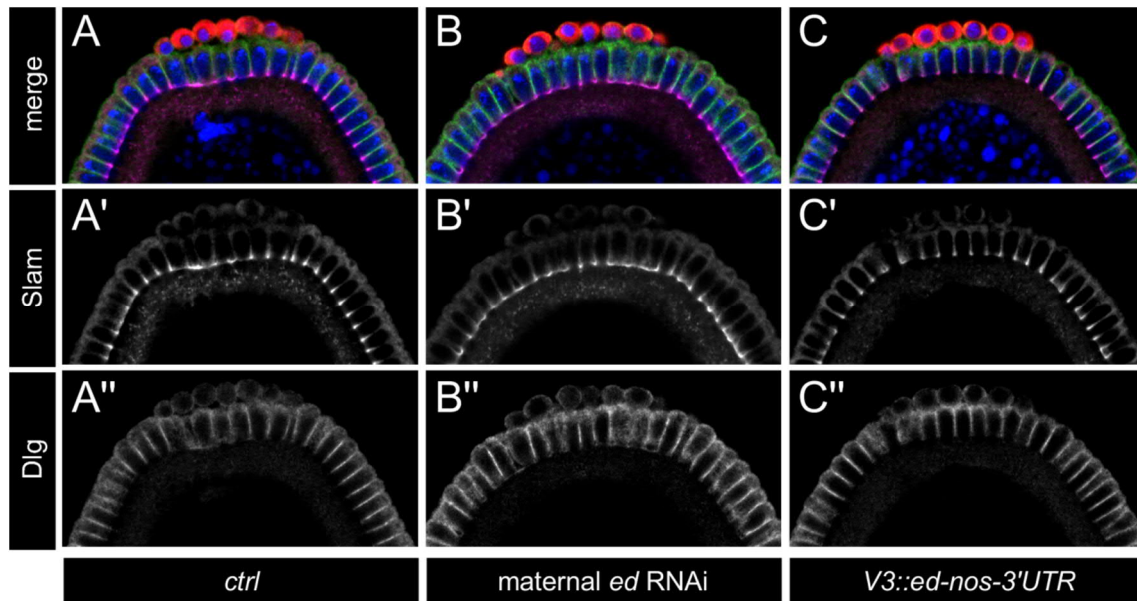 merge
A
B
C
Slam
A'
B'
C'
Dlg
A"
B"
C"
ctrl
maternal ed RNAi
V3::ed-nos-3'UTR